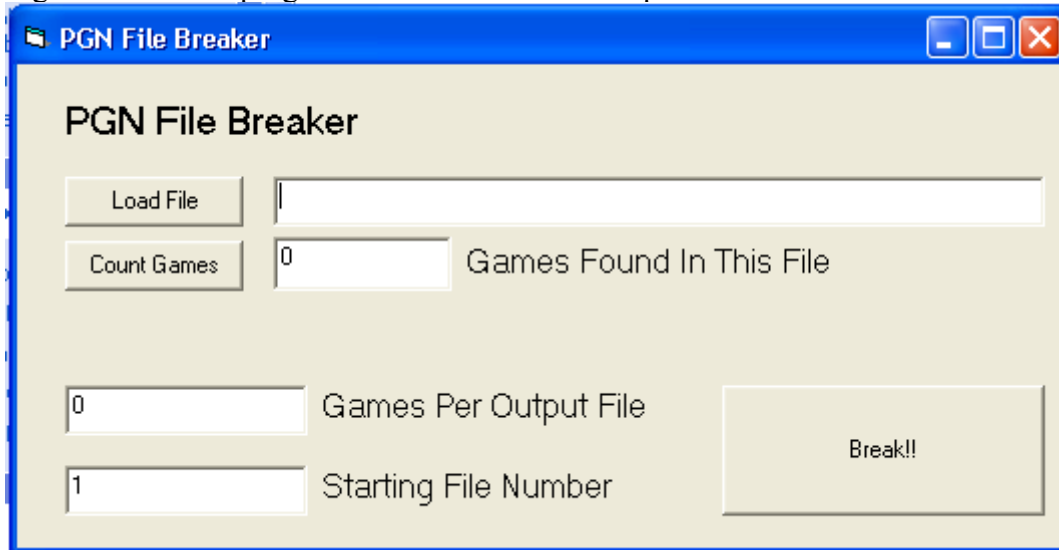 PGN File Breaker
PGN File Breaker
Load File
Count Games 0 Games Found In This File
0 Games Per Output File
Break!!
1 Starting File Number